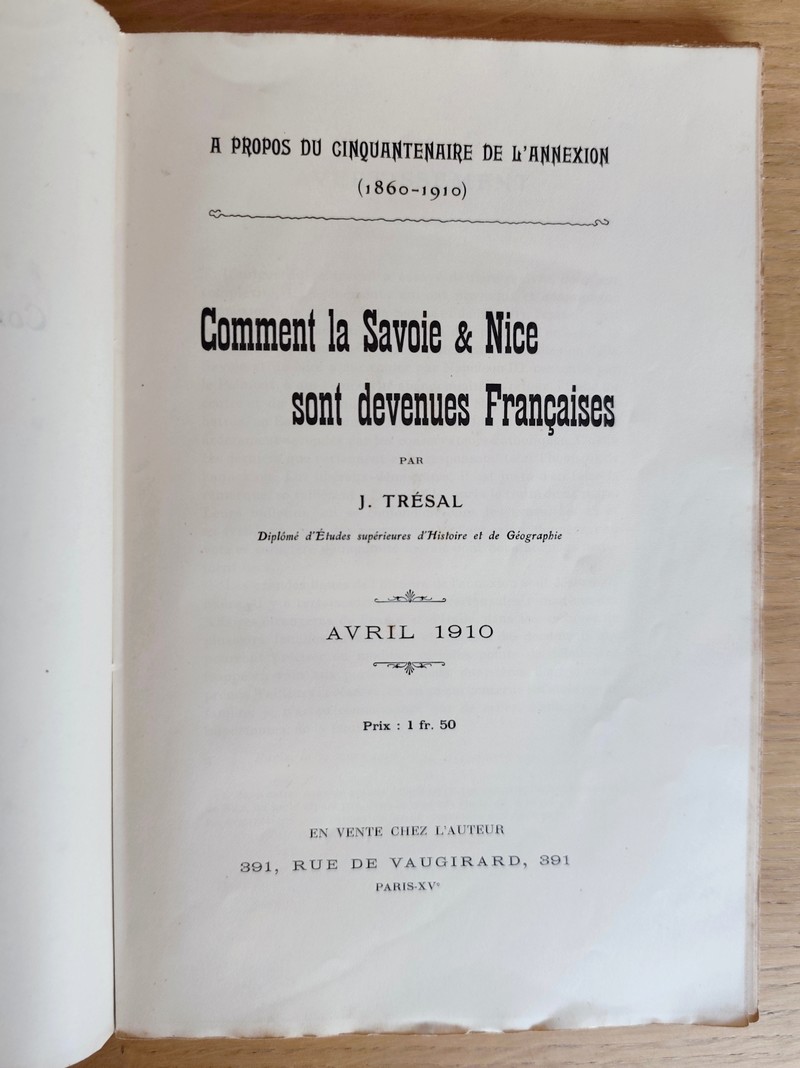 A PROPOS DU CINQUANTENAIRE DE L'ANNEXION
(1860-1910)
Comment la Savoie & Nice
sont devenues Françaises
PAR
J. TRÉSAL
Diplômé d'Études supérieures d'Histoire et de Géographie
AVRIL 1910
Prix : 1 fr. 50
EN VENTE CHEZ L'AUTEUR
391, RUE DE VAUGIRARD, 391
PARIS-XVe